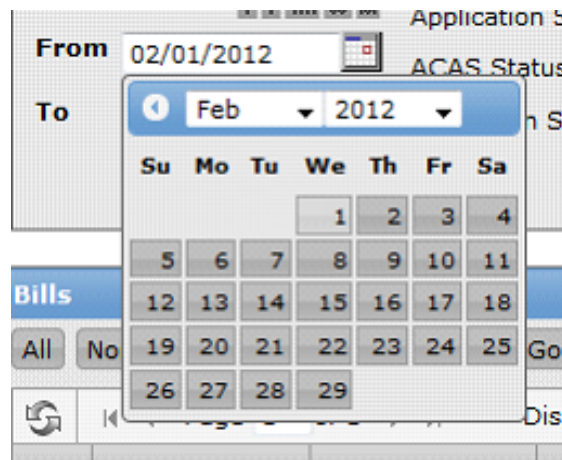 Application S
From 02/01/2012
ACAS Status
To
Feb 2012
n S
Su Mo Tu We Th Fr Sa
1 2 3 4
5 6 7 8 9 10 11
Bills
12 13 14 15 16 17 18
All No 19 20 21 22 23 24 25 Go
26 27 28 29
Dis